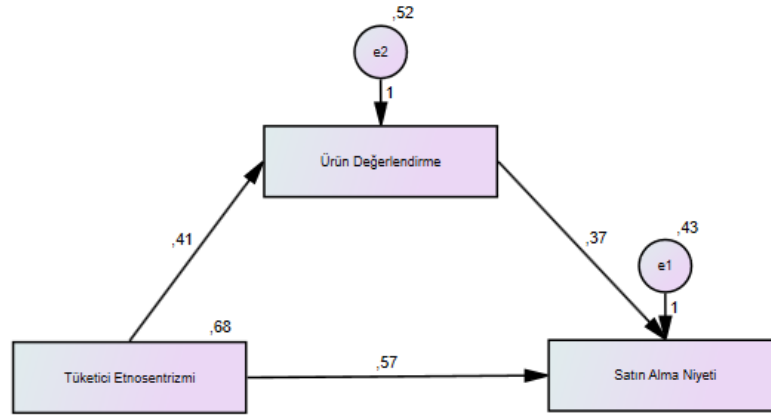 ,52
e2
1
Ürün Değerlendirme
,41
,37
,43
e1
1
,68
Tüketici Etnosentrizmi
,57
Satın Alma Niyeti